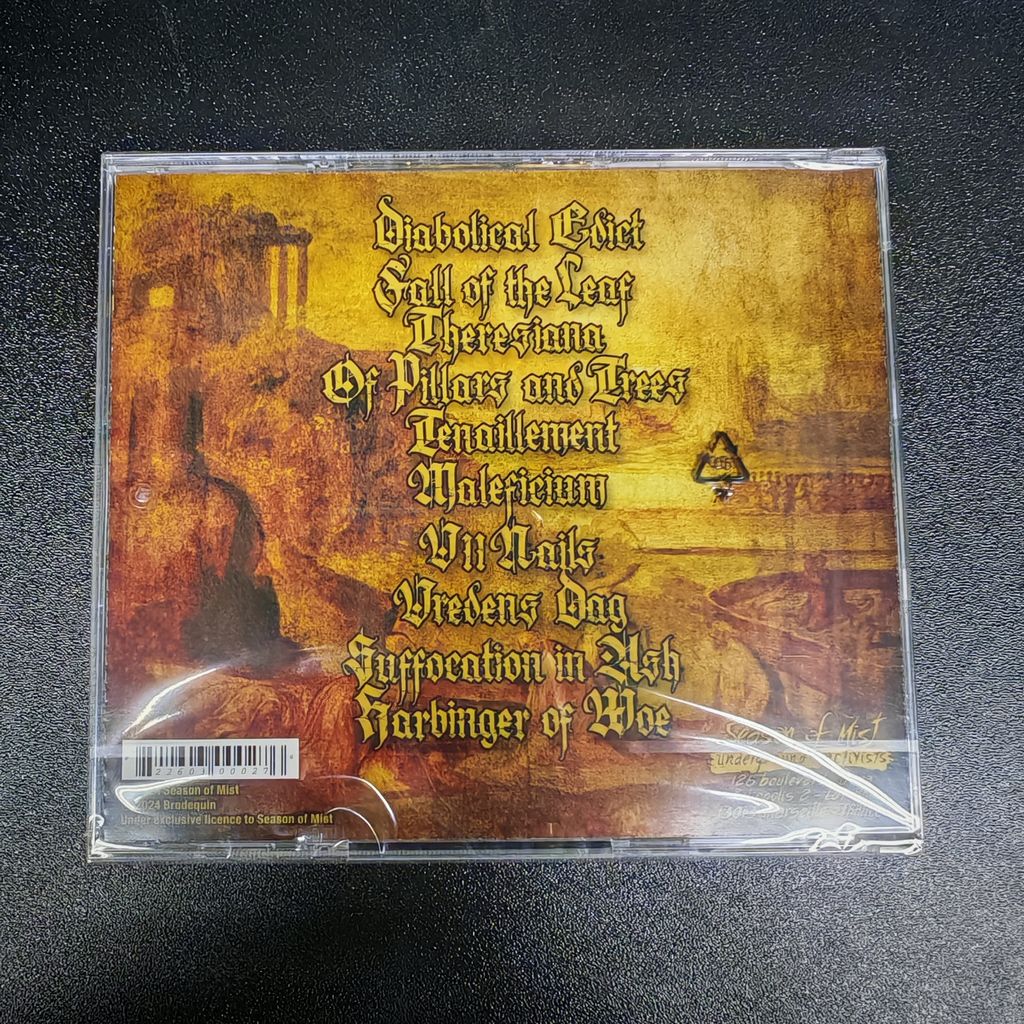 Diabolical Edict
Fall of the Leaf
Theresiana
Of Pillars and Trees
Tenaillement
Maleficium
VII Nails
Vredens Dag
Suffocation in Ash
Harbinger of Woe
Season of Mist
2024 Brodequin
Under exclusive licence to Season of Mist
Season of Mist
126